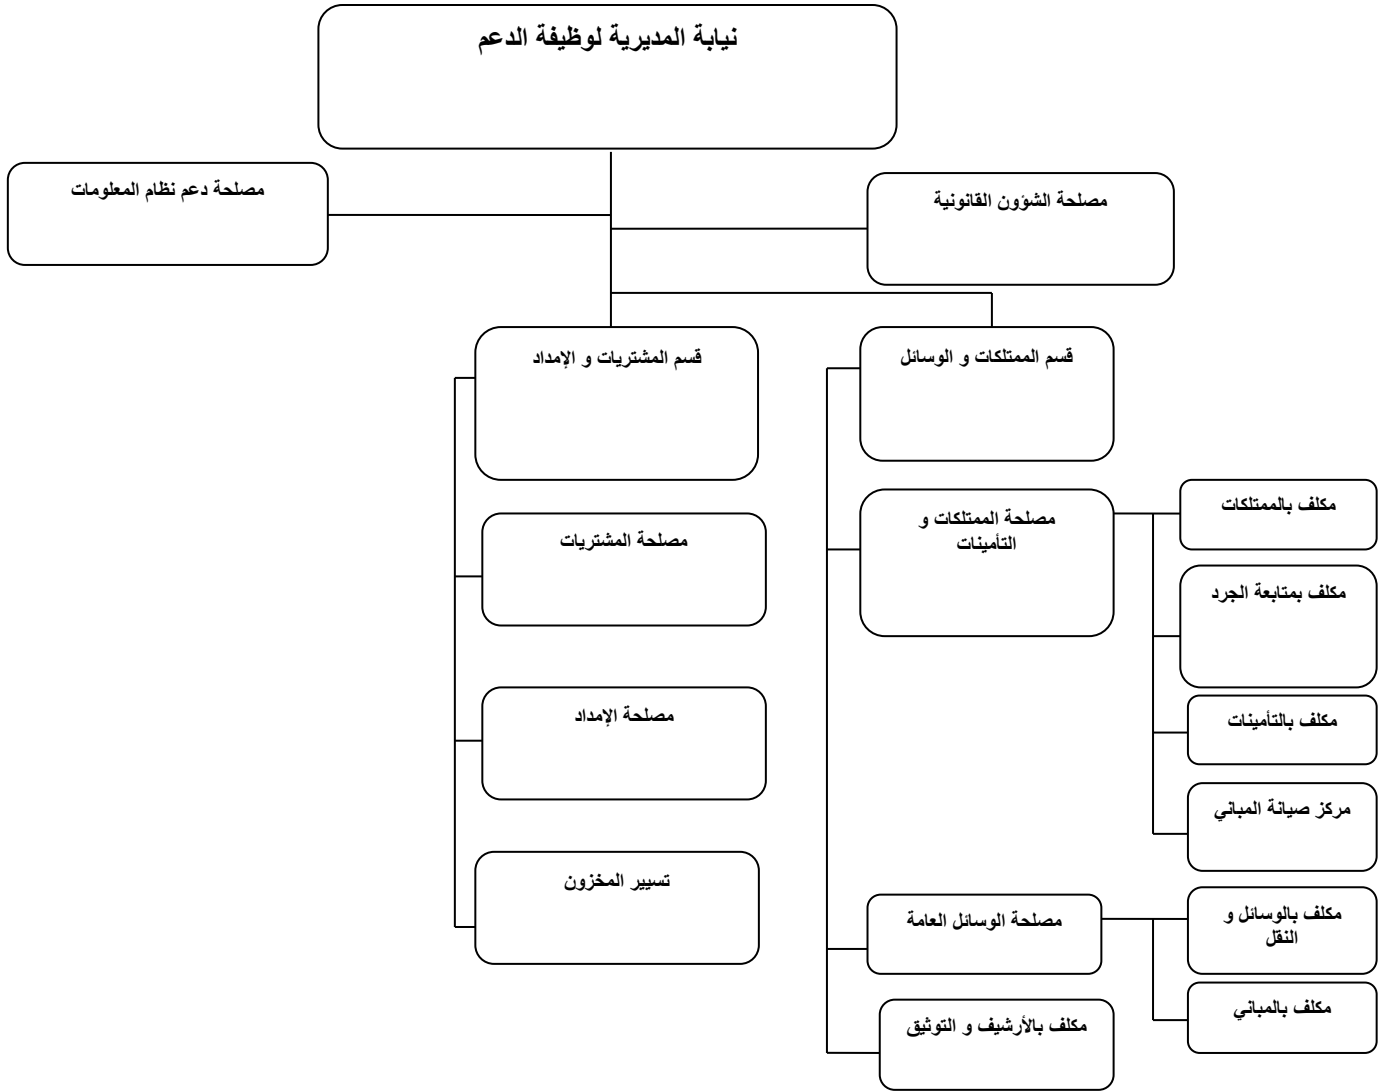 نيابة المديرية لوظيفة الدعم
مصلحة الشؤون القانونية
مصلحة دعم نظام المعلومات
قسم الممتلكات و الوسائل
مصلحة الممتلكات و
التأمينات
مكلف بالممتلكات
مكلف بمتابعة الجرد
مكلف بالتأمينات
مركز صيانة المباني
مصلحة الوسائل العامة
مكلف بالوسائل و
النقل
مكلف بالمباني
مكلف بالأرشيف و التوثيق
قسم المشتريات و الإمداد
مصلحة المشتريات
مصلحة الإمداد
تسيير المخزون